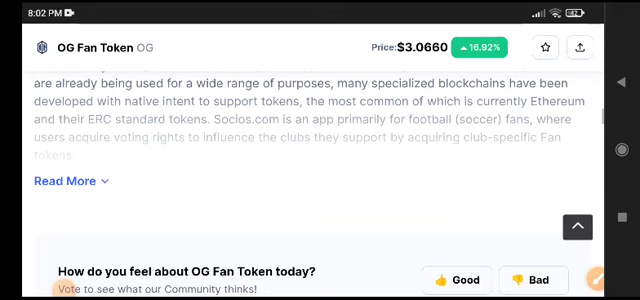 8:02 PM
42
OG Fan Token OG
Price:$3.0660 16.92%
are already being used for a wide range of purposes, many specialized blockchains have been
developed with native intent to support tokens, the most common of which is currently Ethereum
and their ERC standard tokens. Socios.com is an app primarily for football (soccer) fans, where
users acquire voting rights to influence the clubs they support by acquiring club-specific Fan
tokens.
Read More
How do you feel about OG Fan Token today?
Good
Bad
Vote to see what our Community thinks!